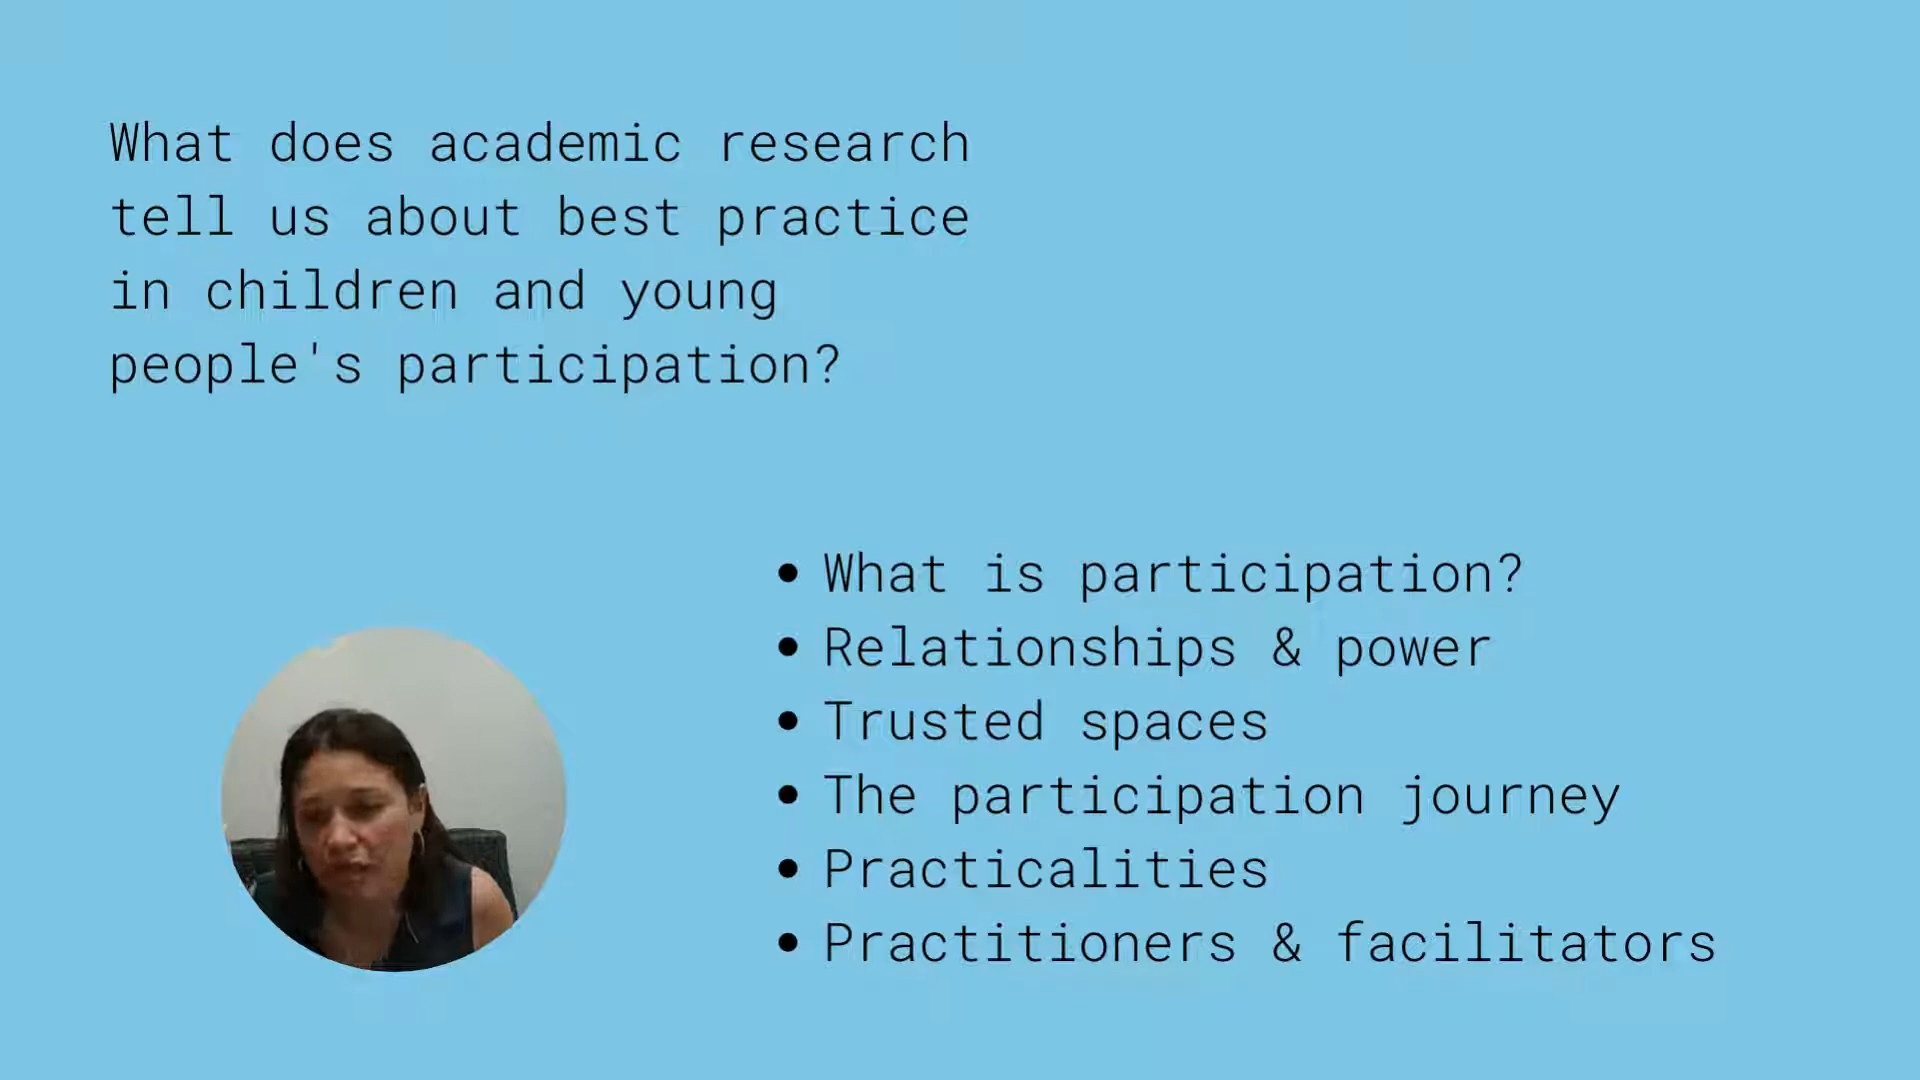 What does academic research
tell us about best practice
in children and young
people's participation?
• What is participation?
• Relationships & power
• Trusted spaces
• The participation journey
• Practicalities
• Practitioners & facilitators